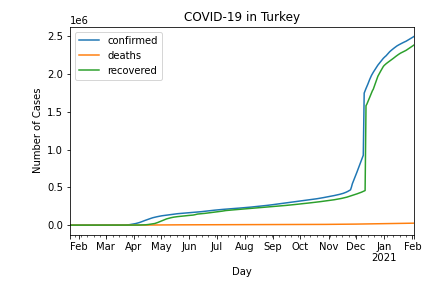 COVID-19 in Turkey
1e6
2.5
2.0
1.5
1.0
0.5
0.0
Number of Cases
confirmed
deaths
recovered
Feb Mar Apr May Jun Jul Aug Sep Oct Nov Dec Jan Feb
2021
Day